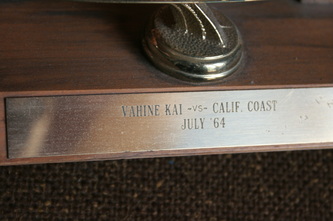 VAHINE KAI -VS- CALIF. COAST
JULY '64